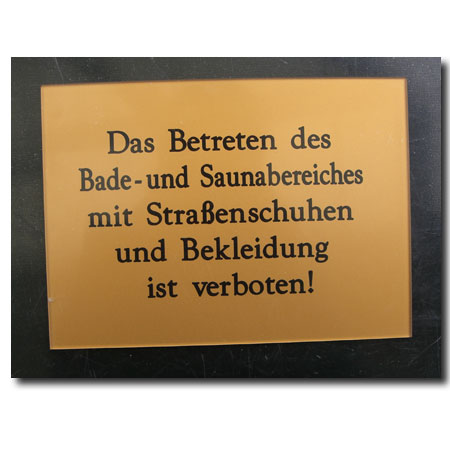 Das Betreten des
Bade-und Saunabereiches
mit Straßenschuhen
und Bekleidung
ist verboten!